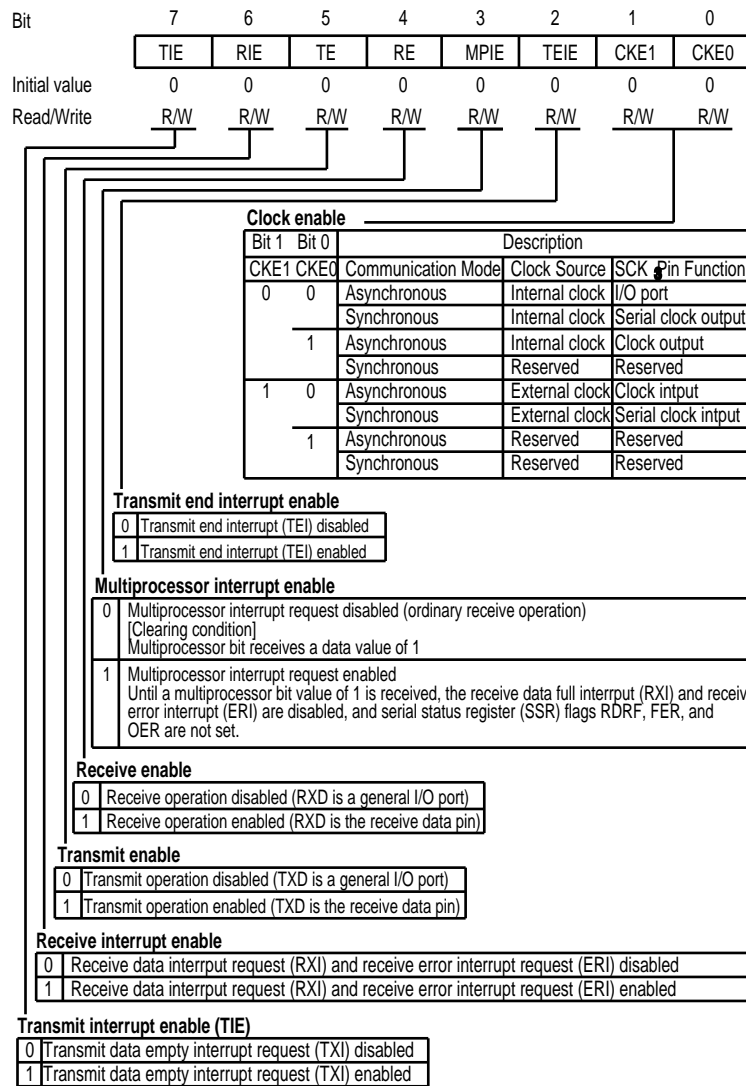 Bit 7 6 5 4 3 2 1 0
TIE RIE TE RE MPIE TEIE CKE1 CKE0
Initial value 0 0 0 0 0 0 0 0
Read/Write R/W R/W R/W R/W R/W R/W R/W R/W
Clock enable
Bit 1 Bit 0 Description
CKE1 CKE0 Communication Mode Clock Source SCK 3 Pin Function
0 0 Asynchronous Internal clock I/O port
Synchronous Internal clock Serial clock output
1 Asynchronous Internal clock Clock output
Synchronous Reserved Reserved
1 0 Asynchronous External clock Clock intput
Synchronous External clock Serial clock intput
1 Asynchronous Reserved Reserved
Synchronous Reserved Reserved
Transmit end interrupt enable
0 Transmit end interrupt (TEI) disabled
1 Transmit end interrupt (TEI) enabled
Multiprocessor interrupt enable
0 Multiprocessor interrupt request disabled (ordinary receive operation)
[Clearing condition]
Multiprocessor bit receives a data value of 1
1 Multiprocessor interrupt request enabled
Until a multiprocessor bit value of 1 is received, the receive data full interrput (RXI) and receiv
error interrupt (ERI) are disabled, and serial status register (SSR) flags RDRF, FER, and
OER are not set.
Receive enable
0 Receive operation disabled (RXD is a general I/O port)
1 Receive operation enabled (RXD is the receive data pin)
Transmit enable
0 Transmit operation disabled (TXD is a general I/O port)
1 Transmit operation enabled (TXD is the receive data pin)
Receive interrupt enable
0 Receive data interrput request (RXI) and receive error interrupt request (ERI) disabled
1 Receive data interrput request (RXI) and receive error interrupt request (ERI) enabled
Transmit interrupt enable (TIE)
0 Transmit data empty interrupt request (TXI) disabled
1 Transmit data empty interrupt request (TXI) enabled